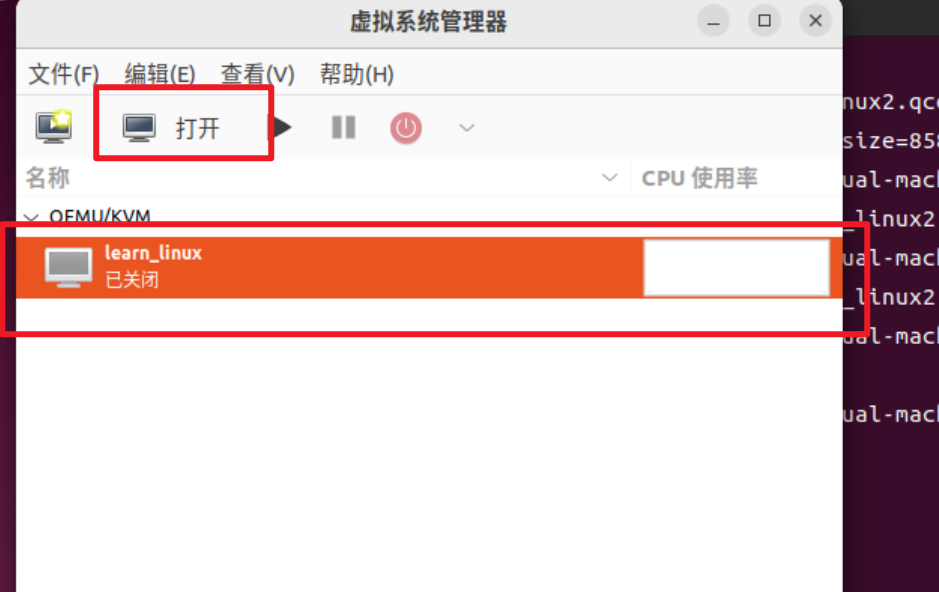 虚拟系统管理器
文件(F) 编辑(E) 查看(V) 帮助(H)
打开
名称 CPU 使用率
QEMU/KVM
learn_linux
已关闭
nux2.qc
size=85
ual-mac
_linux2
ual-mac
_linux2
ual-mac
ual-mac